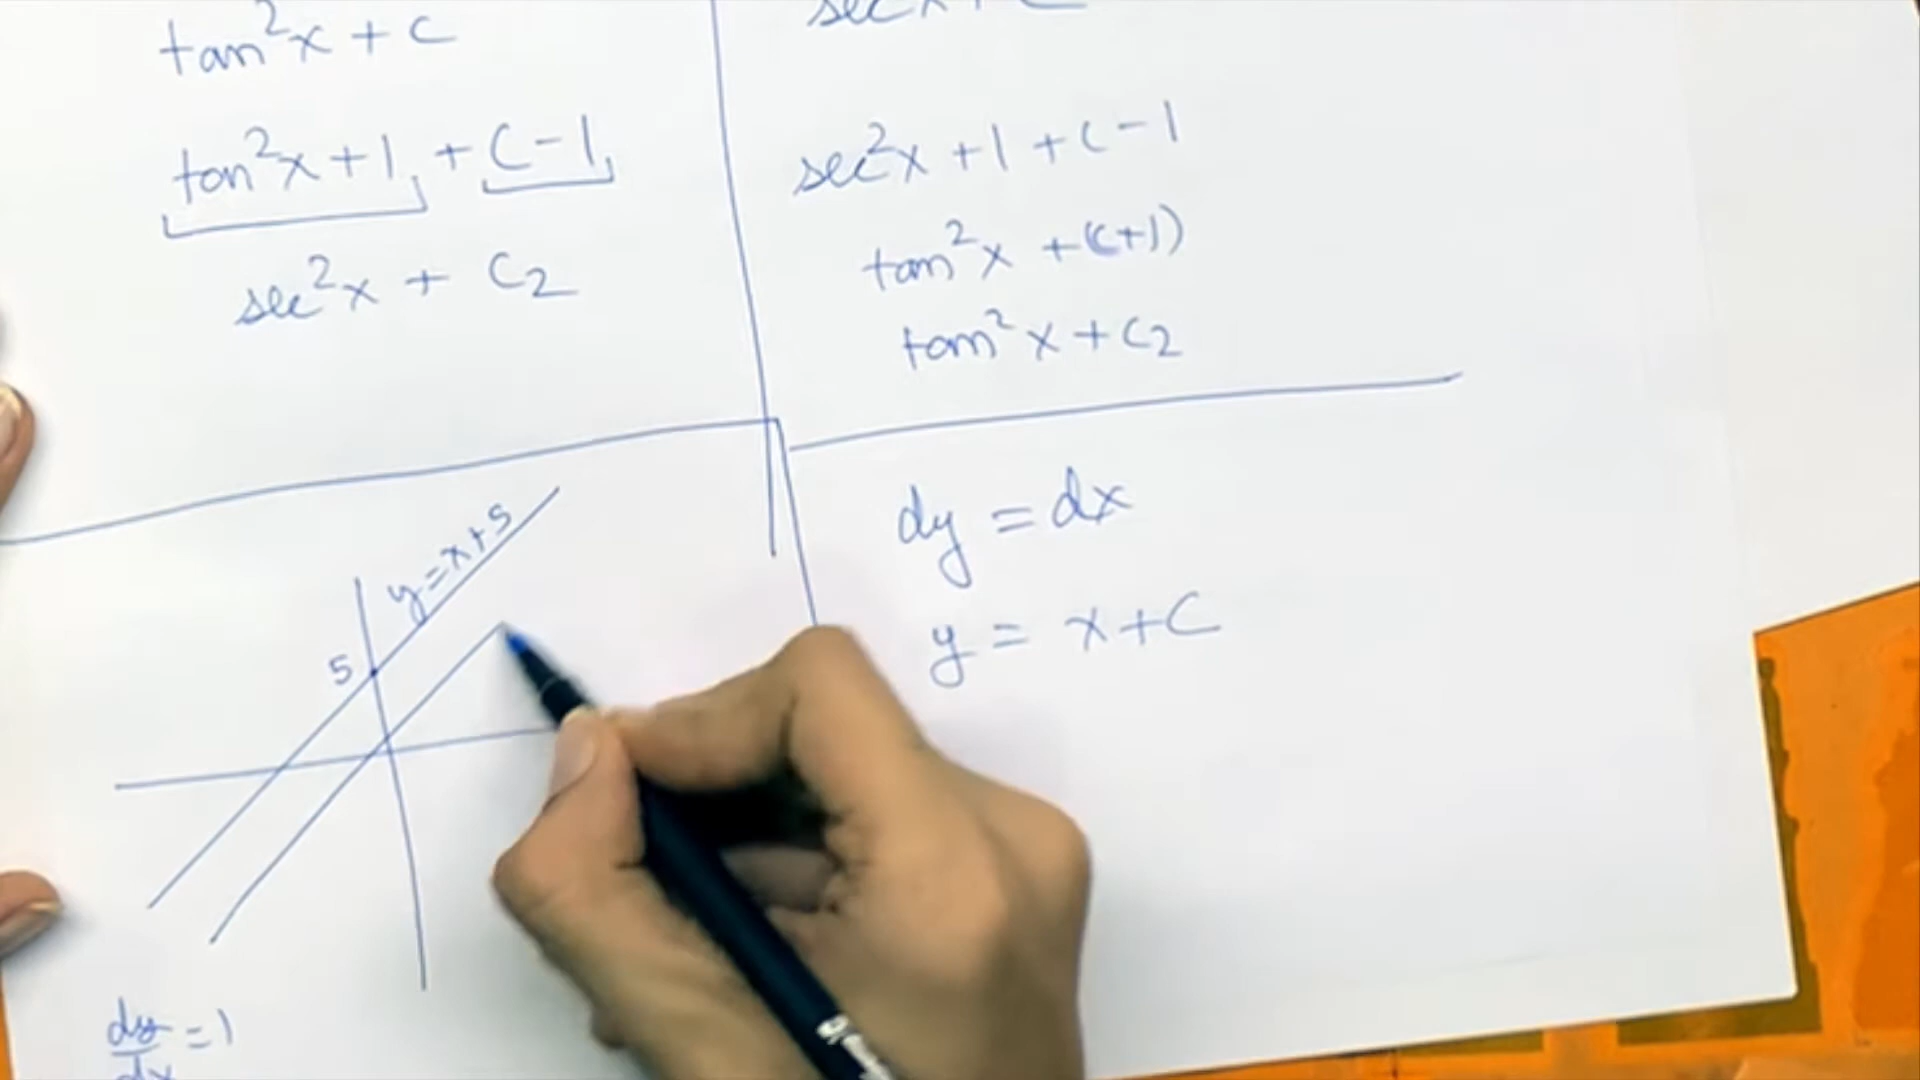 tan²x + c
tan²x + 1 + c - 1
sec²x + c₂
sec²x + 1 + c - 1
tan²x + (c+1)
tan²x + c₂
y = x + 5
5
dy/dx = 1
dy = dx
y = x + c